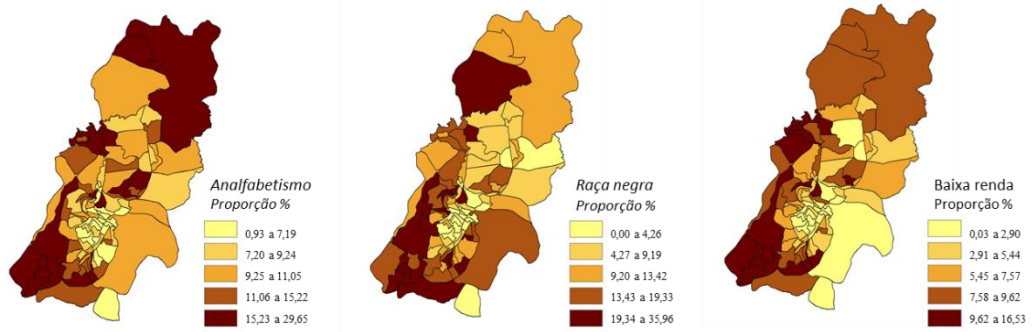 Analfabetismo
Proporção %
0,93 a 7,19
7,20 a 9,24
9,25 a 11,05
11,06 a 15,22
15,23 a 29,65
Raça negra
Proporção %
0,00 a 4,26
4,27 a 9,19
9,20 a 13,42
13,43 a 19,33
19,34 a 35,96
Baixa renda
Proporção %
0,03 a 2,90
2,91 a 5,44
5,45 a 7,57
7,58 a 9,62
9,62 a 16,53